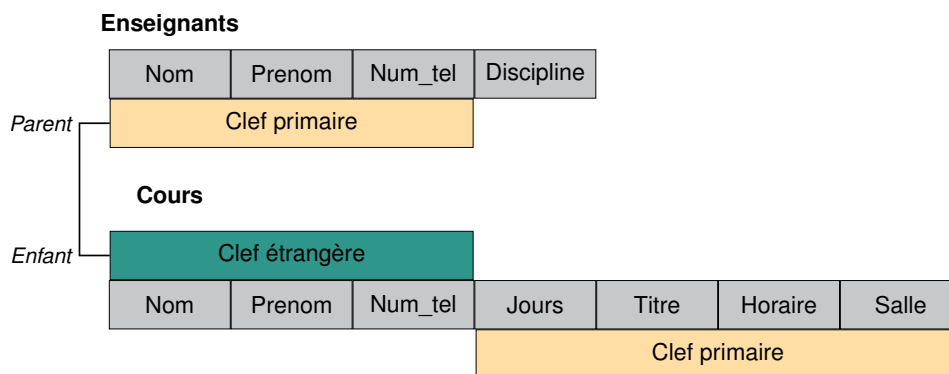 Enseignants
Nom Prenom Num_tel Discipline
Parent Clef primaire
Cours
Enfant Clef étrangère
Nom Prenom Num_tel Jours Titre Horaire Salle
Clef primaire